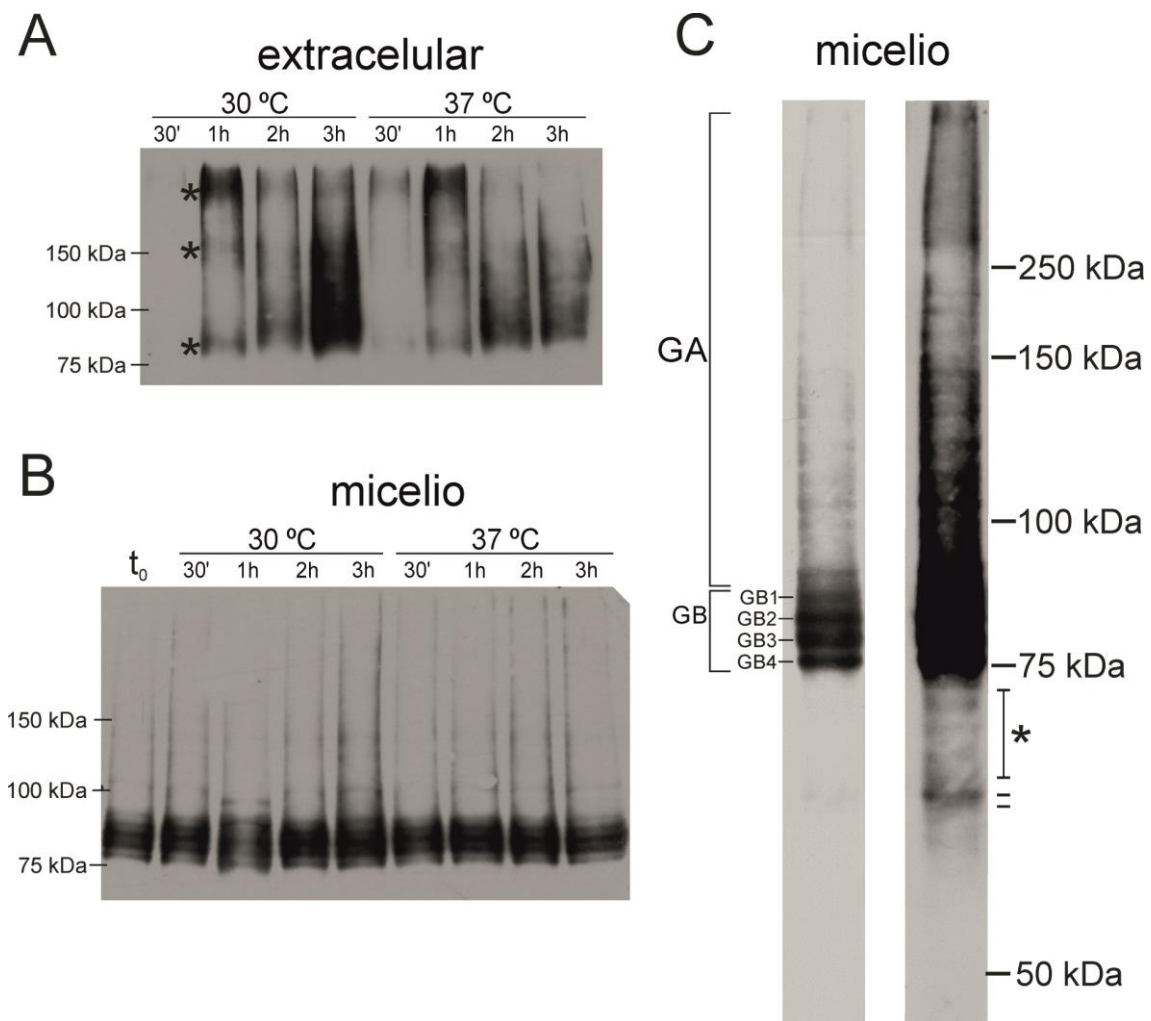 A
extracelular
30 ºC 37 ºC
30' 1h 2h 3h 30' 1h 2h 3h
*
150 kDa
*
100 kDa
*
75 kDa
B
micelio
30 ºC 37 ºC
t0 30' 1h 2h 3h 30' 1h 2h 3h
150 kDa
100 kDa
75 kDa
C
micelio
GA
GB
GB1
GB2
GB3
GB4
250 kDa
150 kDa
100 kDa
75 kDa
*
50 kDa